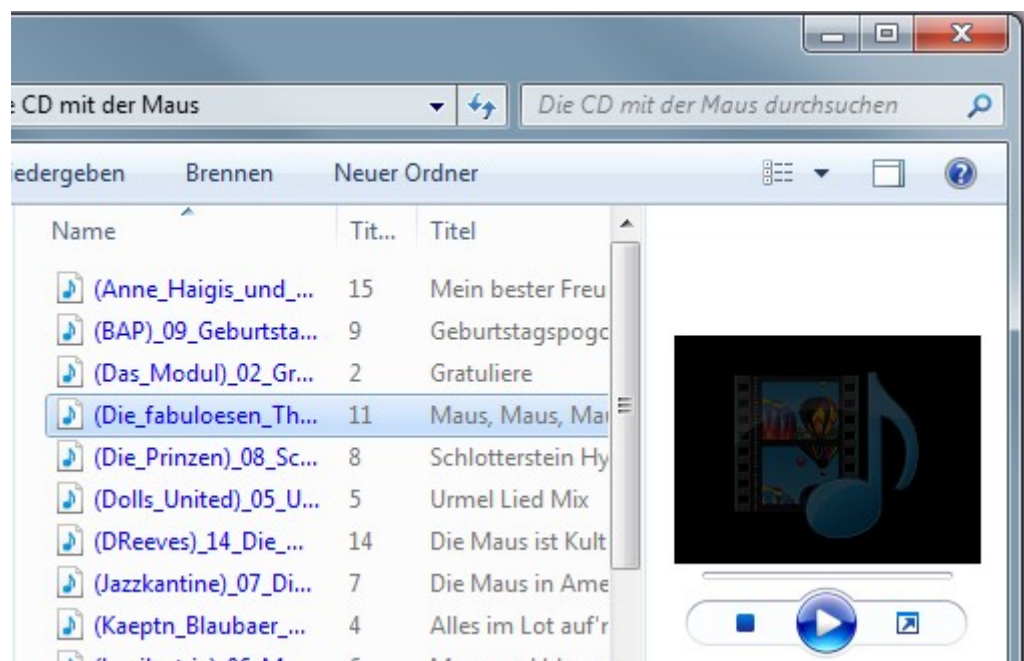 CD mit der Maus Die CD mit der Maus durchsuchen
edergeben Brennen Neuer Ordner
Name Tit... Titel
(Anne_Haigis_und_... 15 Mein bester Freu
(BAP)_09_Geburtsta... 9 Geburtstagspogo
(Das_Modul)_02_Gr... 2 Gratuliere
(Die_fabuloesen_Th... 11 Maus, Maus, Mau
(Die_Prinzen)_08_Sc... 8 Schlotterstein Hy
(Dolls_United)_05_U... 5 Urmel Lied Mix
(DReeves)_14_Die_... 14 Die Maus ist Kult
(Jazzkantine)_07_Di... 7 Die Maus in Ame
(Kaeptn_Blaubaer_... 4 Alles im Lot auf'r